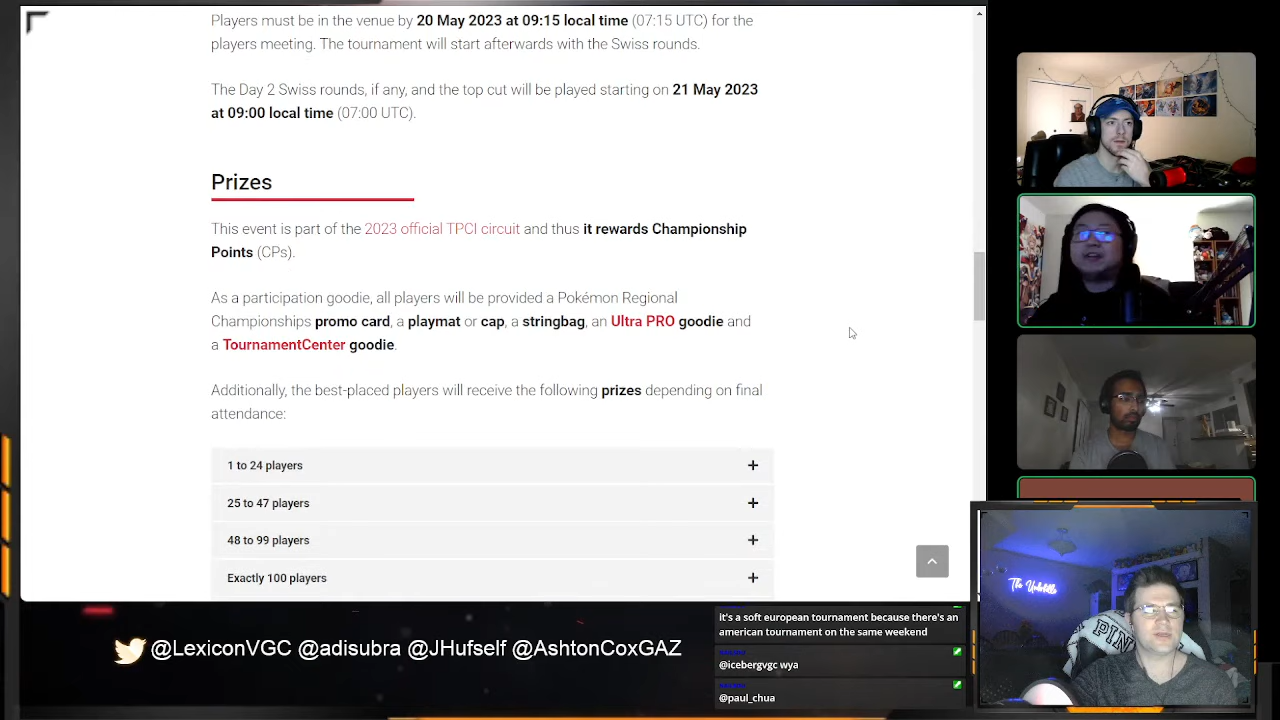 Players must be in the venue by 20 May 2023 at 09:15 local time (07:15 UTC) for the
players meeting. The tournament will start afterwards with the Swiss rounds.
The Day 2 Swiss rounds, if any, and the top cut will be played starting on 21 May 2023
at 09:00 local time (07:00 UTC).
Prizes
This event is part of the 2023 official TPCI circuit and thus it rewards Championship
Points (CPs).
As a participation goodie, all players will be provided a Pokémon Regional
Championships promo card, a playmat or cap, a stringbag, an Ultra PRO goodie and
a TournamentCenter goodie.
Additionally, the best-placed players will receive the following prizes depending on final
attendance:
1 to 24 players +
25 to 47 players +
48 to 99 players +
Exactly 100 players +
@LexiconVGC @adisubra @JHufself @AshtonCoxGAZ
It's a soft european tournament because there's an
american tournament on the same weekend
@icebergvgc wya
@paul_chua
The